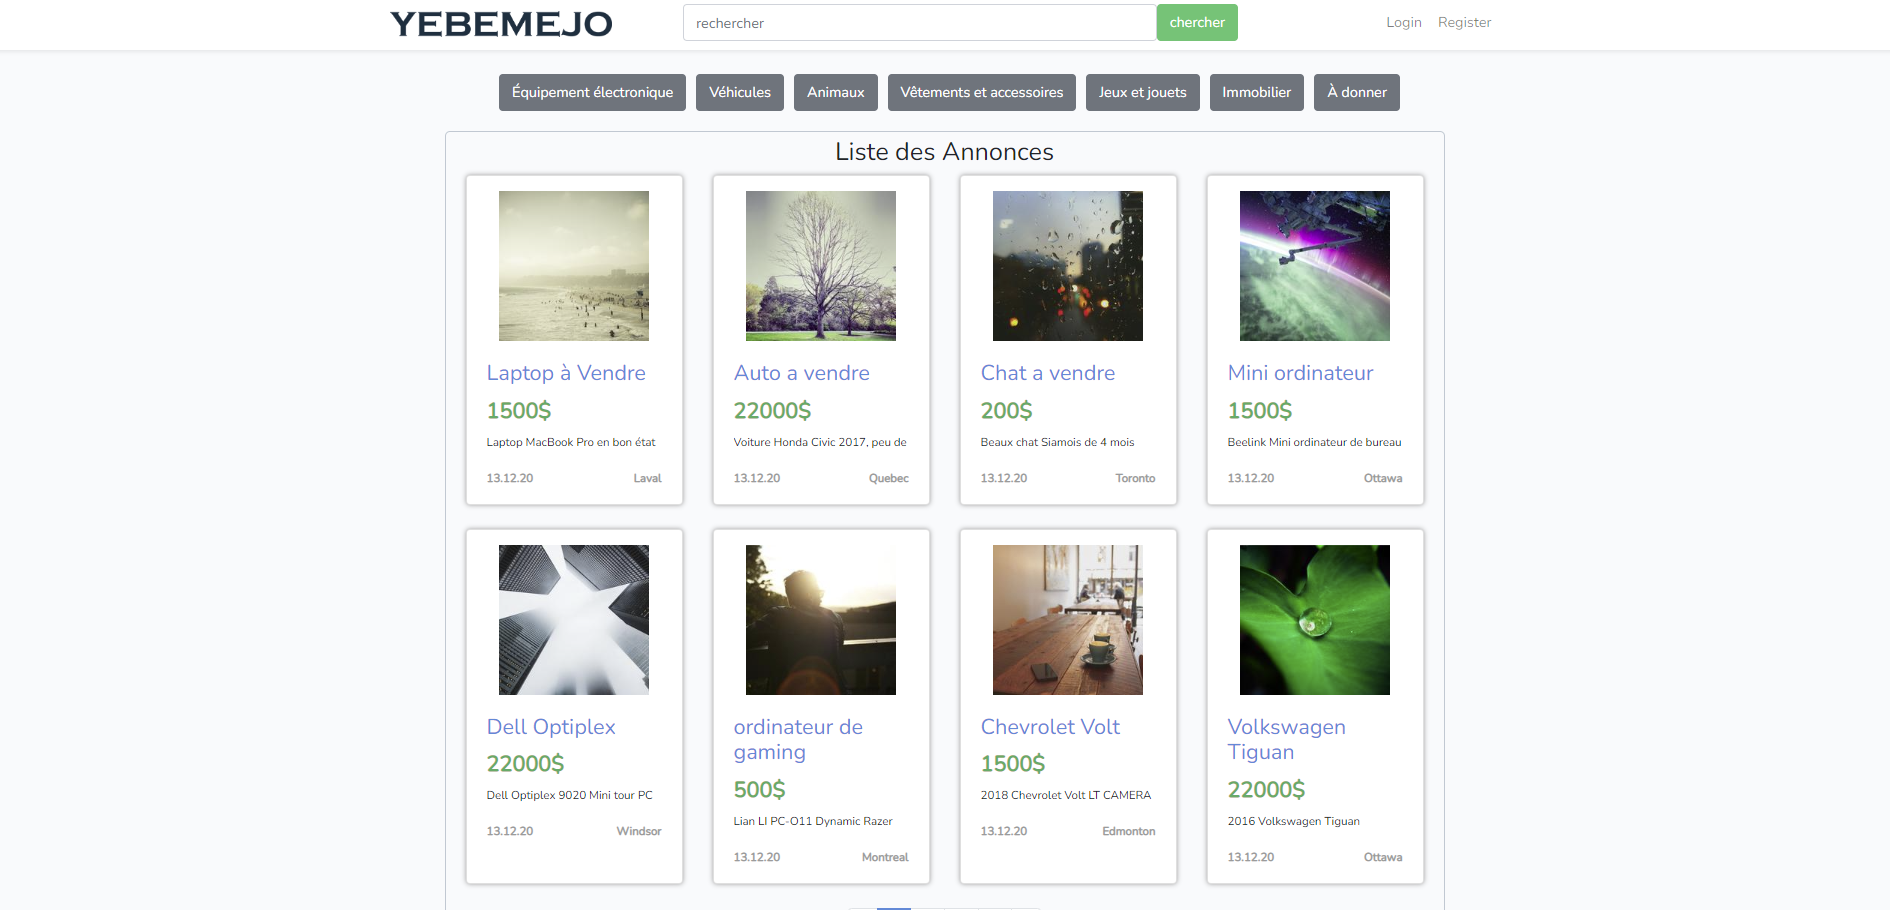 YEBEMEJO
rechercher
chercher
Login
Register
Équipement électronique
Véhicules
Animaux
Vêtements et accessoires
Jeux et jouets
Immobilier
À donner
Liste des Annonces
Laptop à Vendre
1500$
Laptop MacBook Pro en bon état
13.12.20
Laval
Auto a vendre
22000$
Voiture Honda Civic 2017, peu de
13.12.20
Quebec
Chat a vendre
200$
Beaux chat Siamois de 4 mois
13.12.20
Toronto
Mini ordinateur
1500$
Beelink Mini ordinateur de bureau
13.12.20
Ottawa
Dell Optiplex
22000$
Dell Optiplex 9020 Mini tour PC
13.12.20
Windsor
ordinateur de
gaming
500$
Lian LI PC-O11 Dynamic Razer
13.12.20
Montreal
Chevrolet Volt
1500$
2018 Chevrolet Volt LT CAMERA
13.12.20
Edmonton
Volkswagen
Tiguan
22000$
2016 Volkswagen Tiguan
13.12.20
Ottawa